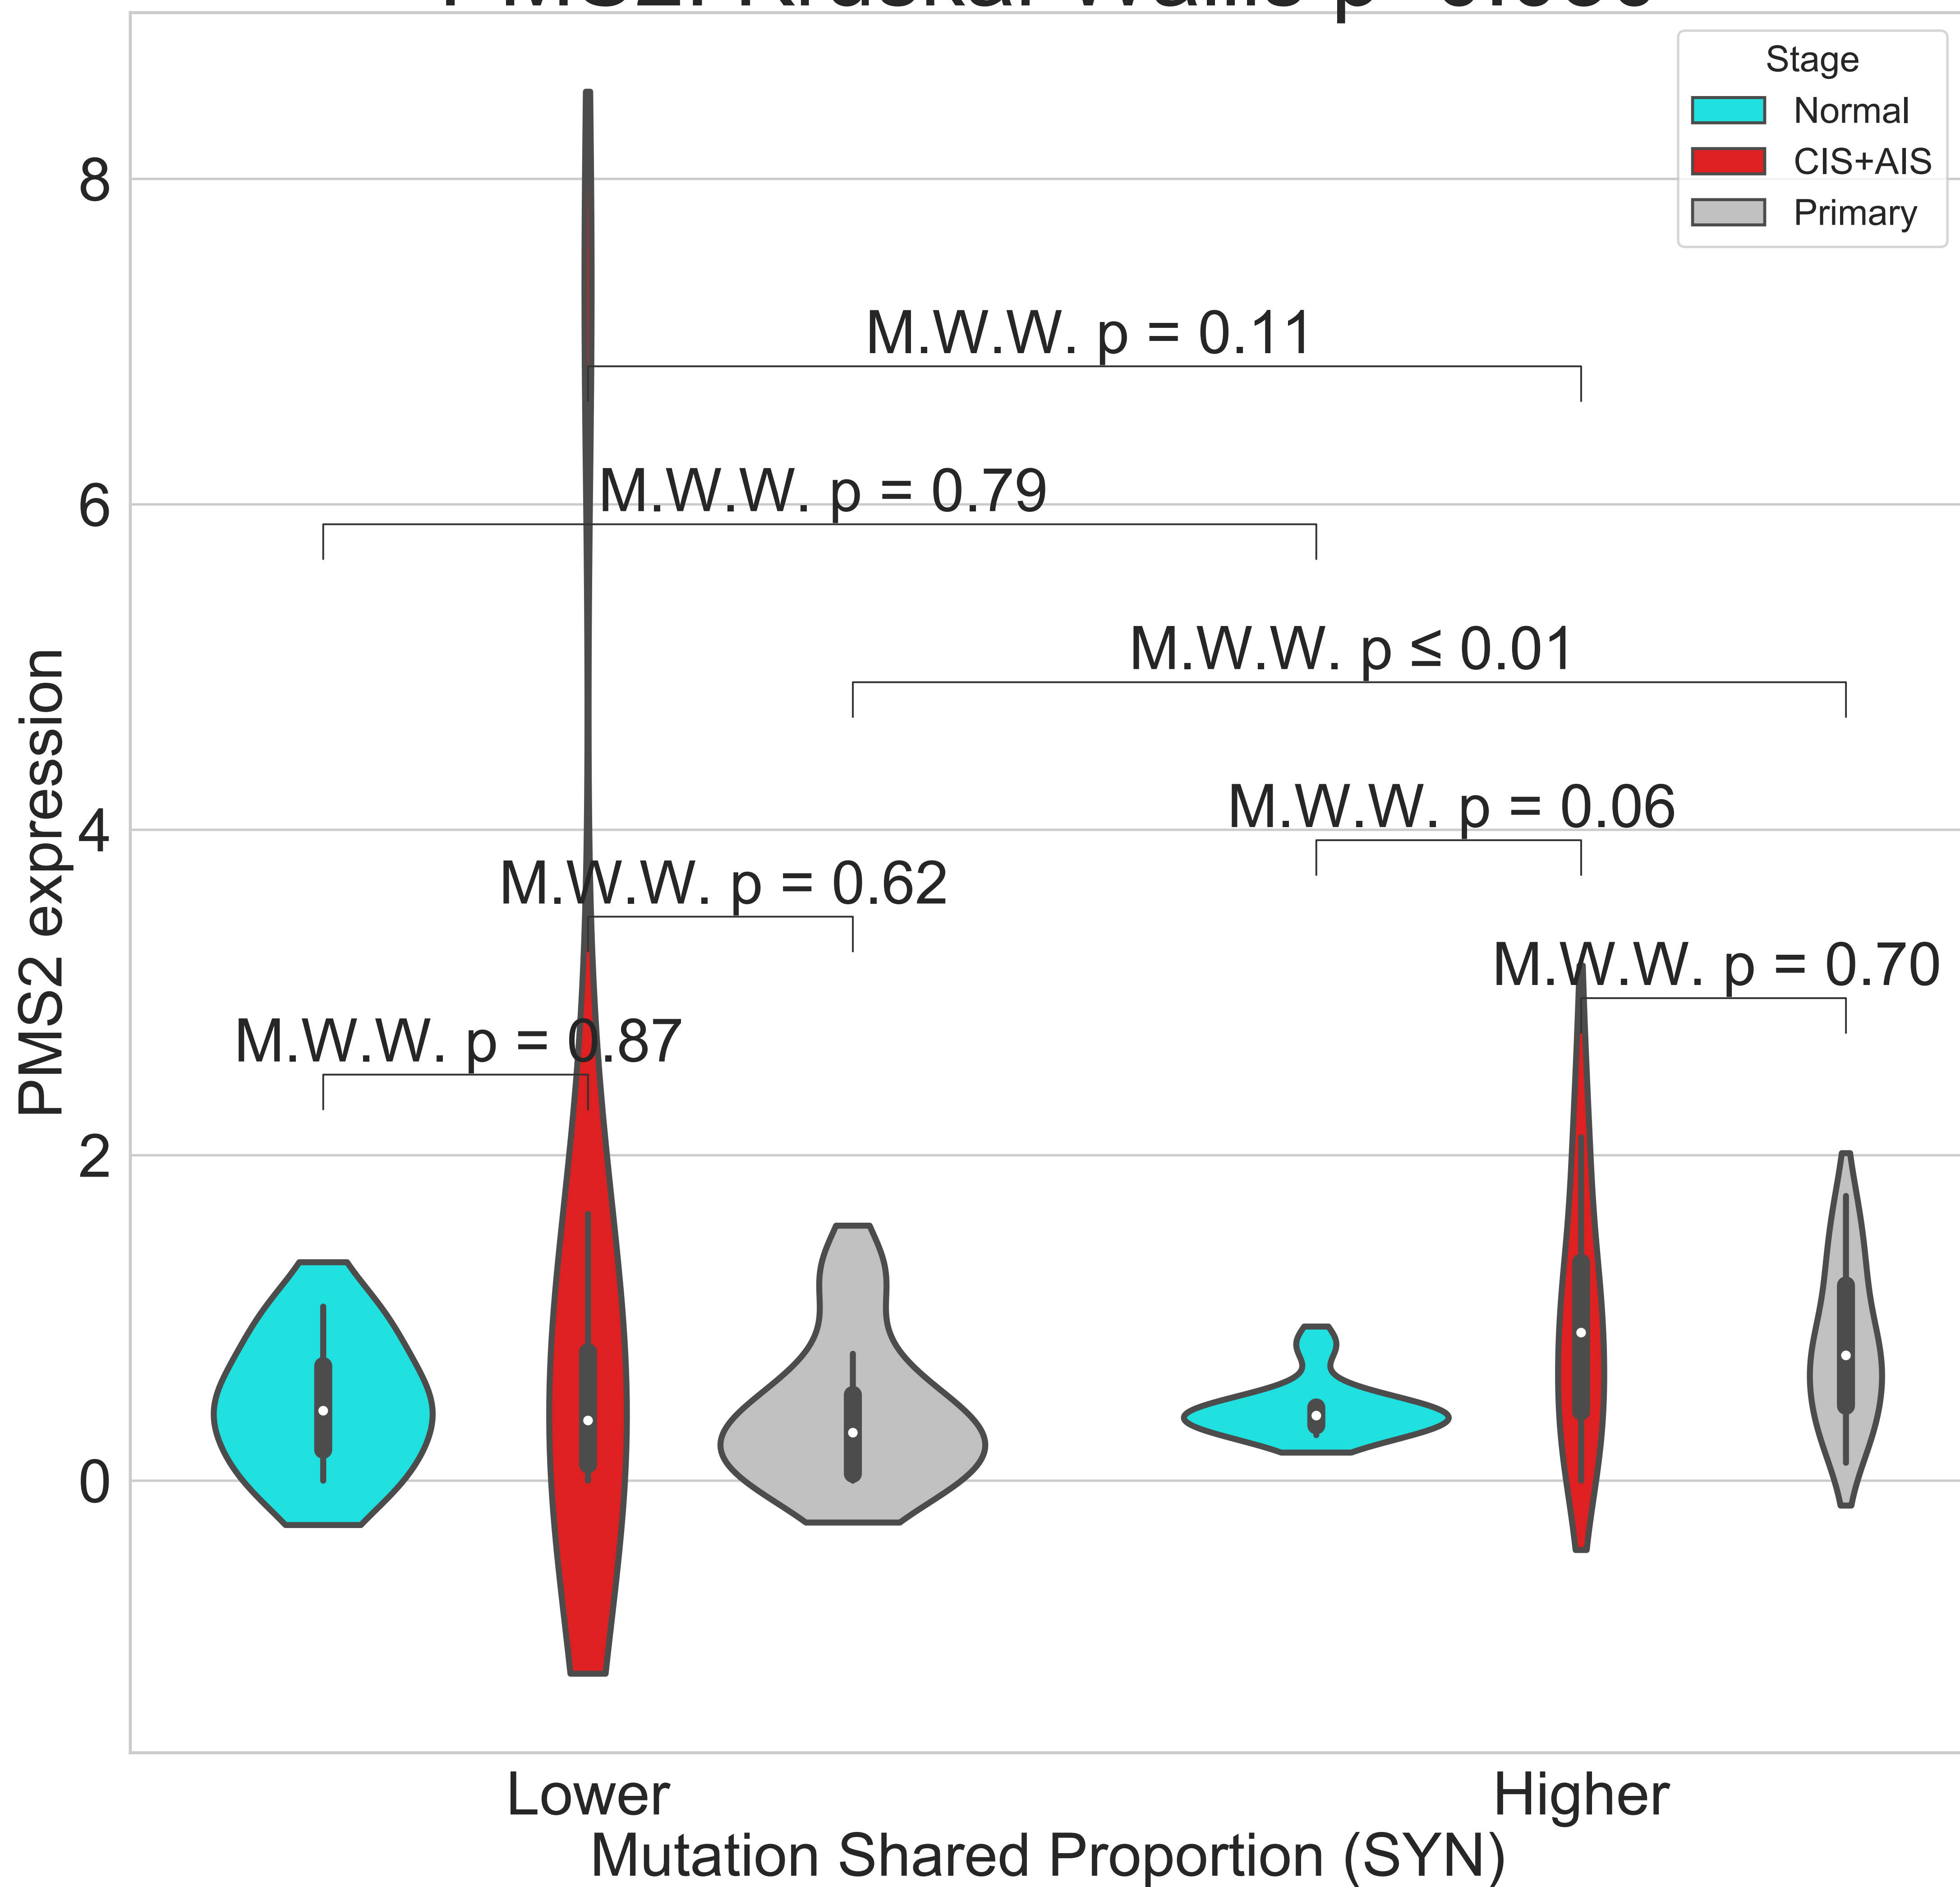 Stage
Normal
CIS+AIS
Primary
8
6
4
2
0
PMS2 expression
M.W.W. p = 0.11
M.W.W. p = 0.79
M.W.W. p ≤ 0.01
M.W.W. p = 0.06
M.W.W. p = 0.62
M.W.W. p = 0.70
M.W.W. p = 0.87
Lower
Higher
Mutation Shared Proportion (SYN)